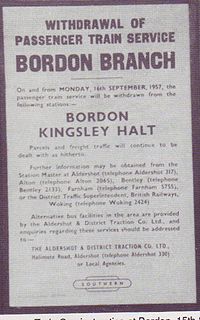 WITHDRAWAL OF
PASSENGER TRAIN SERVICE
BORDON BRANCH
On and from MONDAY, 16th SEPTEMBER, 1957, the
passenger train service will be withdrawn from the
following stations:—
BORDON
KINGSLEY HALT
Parcels and freight traffic will continue to be
dealt with as hitherto.
Further information may be obtained from the
Station Master at Aldershot (telephone Aldershot 317),
Alton (telephone Alton 2065), Bentley (telephone
Bentley 2133), Farnham (telephone Farnham 5755),
or the District Traffic Superintendent, British Railways,
Woking (telephone Woking 2424)
Alternative bus facilities in the area are provided
by the Aldershot & District Traction Co. Ltd., and
enquiries regarding these services should be addressed
to:—
THE ALDERSHOT & DISTRICT TRACTION CO. LTD.,
Halimote Road, Aldershot (telephone Aldershot 330)
or Local Agencies.
SOUTHERN
at Bordon, 15th